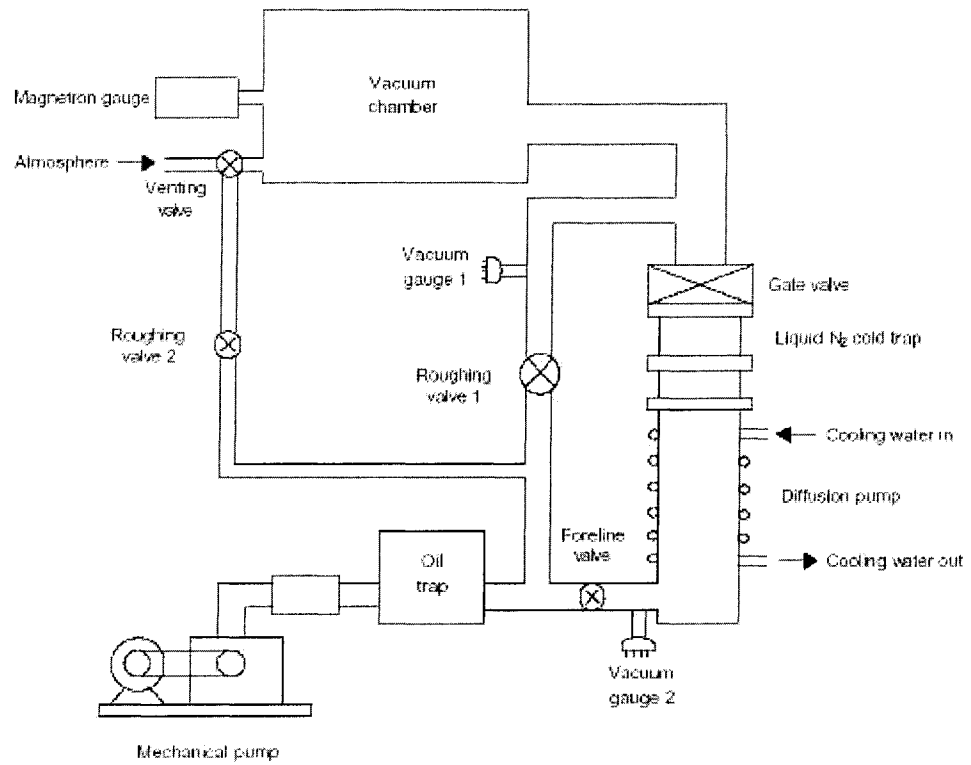 Vacuum
chamber
Magnetron gauge
Atmosphere
Venting
valve
Vacuum
gauge 1
Gate valve
Roughing
valve 2
Liquid N2 cold trap
Roughing
valve 1
Cooling water in
Diffusion pump
Foreline
valve
Oil
trap
Cooling water out
Vacuum
gauge 2
Mechanical pump